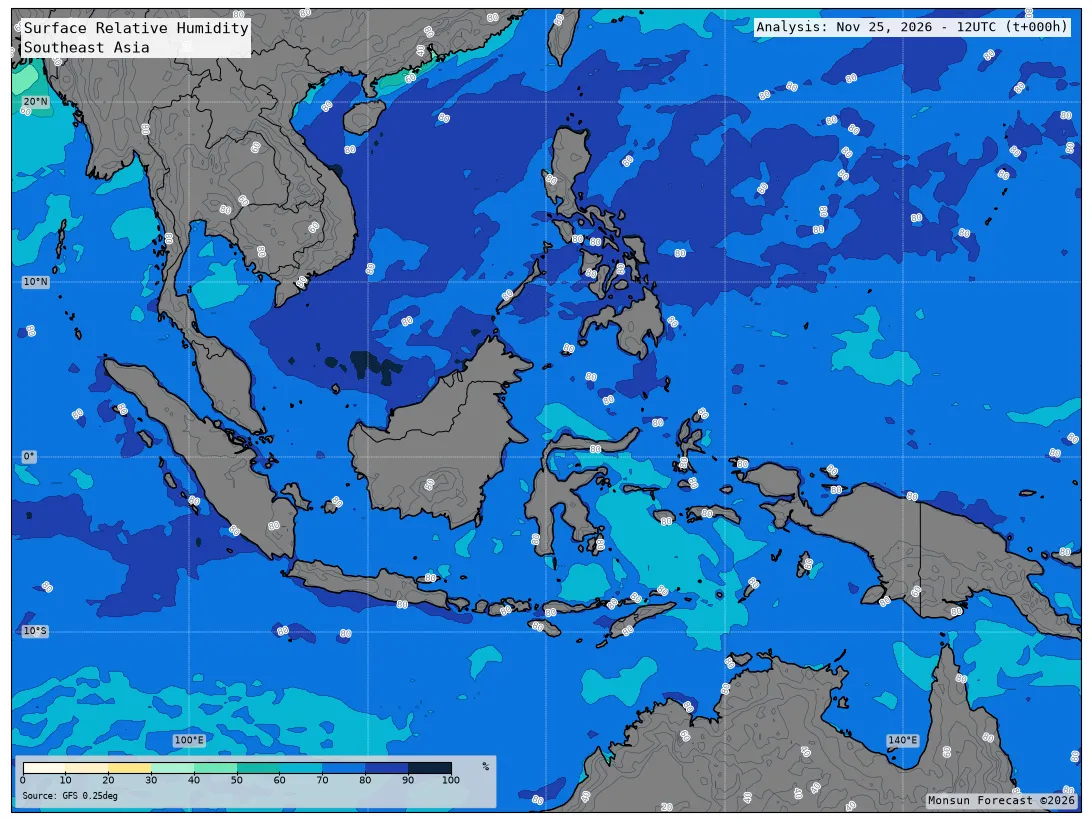 Surface Relative Humidity
Southeast Asia
Analysis: Nov 25, 2026 - 12UTC (t+000h)
20°N
10°N
0°
10°S
100°E
140°E
%
0 10 20 30 40 50 60 70 80 90 100
Source: GFS 0.25deg
Monsun Forecast ©2026